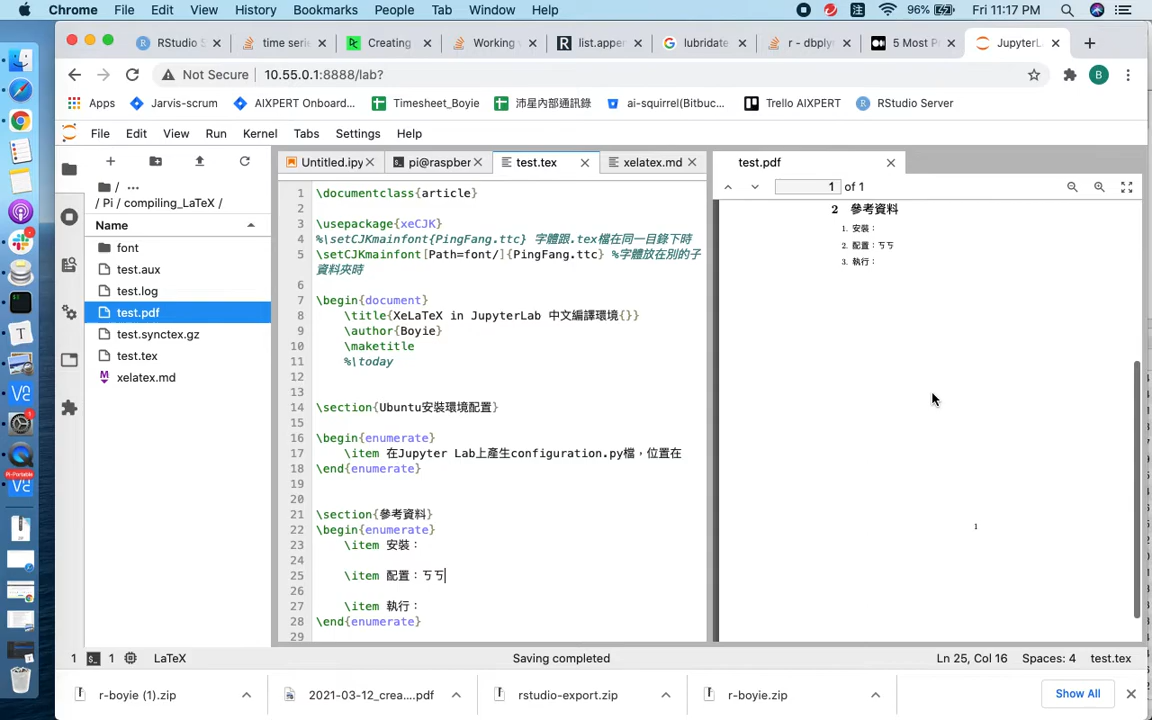 Chrome File Edit View History Bookmarks People Tab Window Help 注 96% Fri 11:17 PM
RStudio S time serie Creating Working list.apper lubridate r - dbplyr 5 Most P JupyterL
Not Secure 10.55.0.1:8888/lab? B
Apps Jarvis-scrum AIXPERT Onboard... Timesheet_Boyie 沛星內部通訊錄 ai-squirrel(Bitbuc... Trello AIXPERT RStudio Server
File Edit View Run Kernel Tabs Settings Help
Untitled.ipy pi@raspber test.tex xelatex.md test.pdf
/ ...
/ Pi / compiling_LaTeX /
Name
font
test.aux
test.log
test.pdf
test.synctex.gz
test.tex
xelatex.md
1 \documentclass{article}
2
3 \usepackage{xeCJK}
4 %\setCJKmainfont{PingFang.ttc} 字體跟.tex檔在同一目錄下時
5 \setCJKmainfont[Path=font/]{PingFang.ttc} %字體放在別的子
資料夾時
6
7 \begin{document}
8 \title{XeLaTeX in JupyterLab 中文編譯環境{}}
9 \author{Boyie}
10 \maketitle
11 %\today
12
13
14 \section{Ubuntu安裝環境配置}
15
16 \begin{enumerate}
17 \item 在Jupyter Lab上產生configuration.py檔，位置在
18 \end{enumerate}
19
20
21 \section{參考資料}
22 \begin{enumerate}
23 \item 安裝：
24
25 \item 配置：ㄎㄎ
26
27 \item 執行：
28 \end{enumerate}
29
1 of 1
2 參考資料
1. 安裝：
2. 配置：ㄎㄎ
3. 執行：
1
1 1 LaTeX Saving completed Ln 25, Col 16 Spaces: 4 test.tex
r-boyie (1).zip 2021-03-12_crea....pdf rstudio-export.zip r-boyie.zip Show All